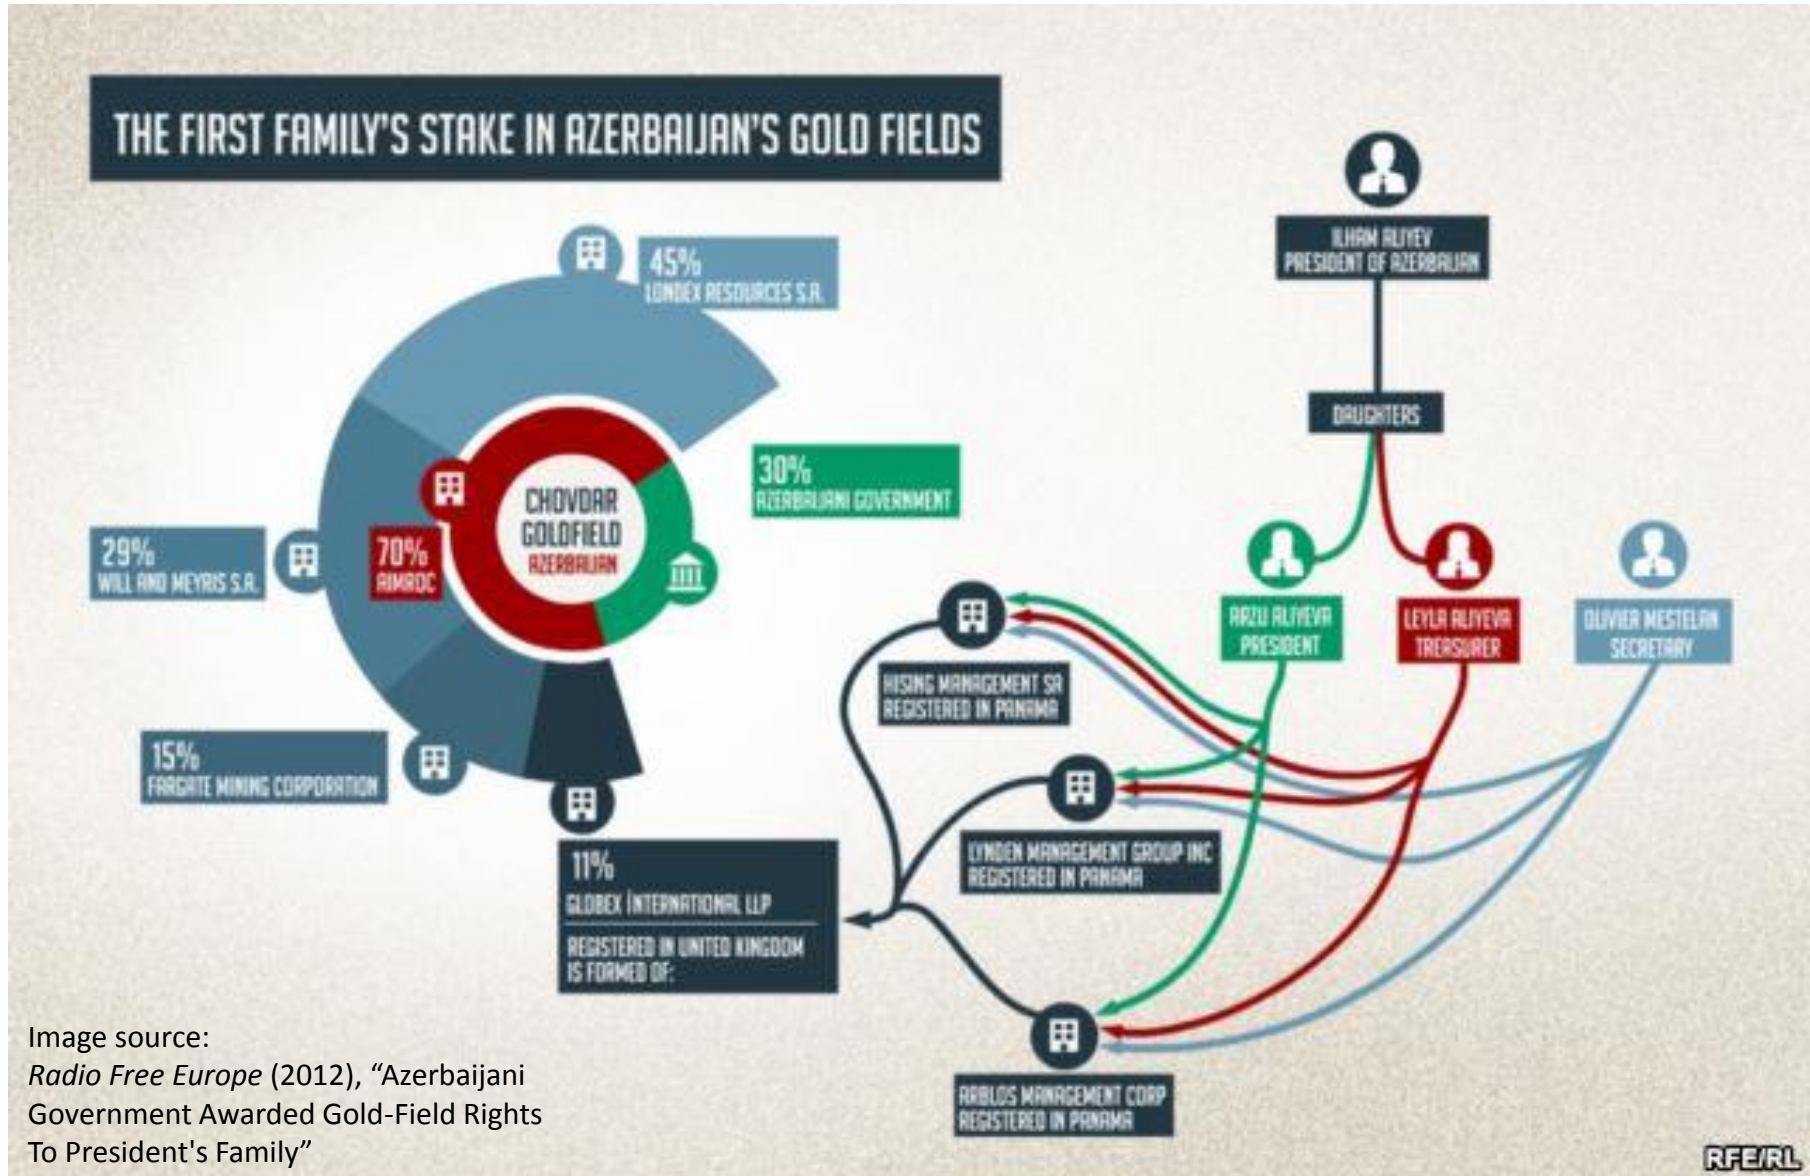 THE FIRST FAMILY'S STAKE IN AZERBAIJAN'S GOLD FIELDS
45%
LONDEX RESOURCES S.A.
30%
AZERBAIJANI GOVERNMENT
29%
WILL AND MEYRIS S.A.
70%
AIMROC
CHOVDAR
GOLDFIELD
AZERBAIJAN
15%
FARGATE MINING CORPORATION
11%
GLOBEX İNTERNATIONAL LLP
REGISTERED IN UNITED KINGDOM
IS FORMED OF:
ILHAM ALIYEV
PRESIDENT OF AZERBAIJAN
DAUGHTERS
ARZU ALIYEVA
PRESIDENT
LEYLA ALIYEVA
TREASURER
OLIVIER MESTELAN
SECRETARY
HISING MANAGEMENT SA
REGISTERED IN PANAMA
LYNDEN MANAGEMENT GROUP INC
REGISTERED IN PANAMA
ARBLOS MANAGEMENT CORP
REGISTERED IN PANAMA
Image source:
Radio Free Europe (2012), “Azerbaijani
Government Awarded Gold-Field Rights
To President's Family”
RFE/RL